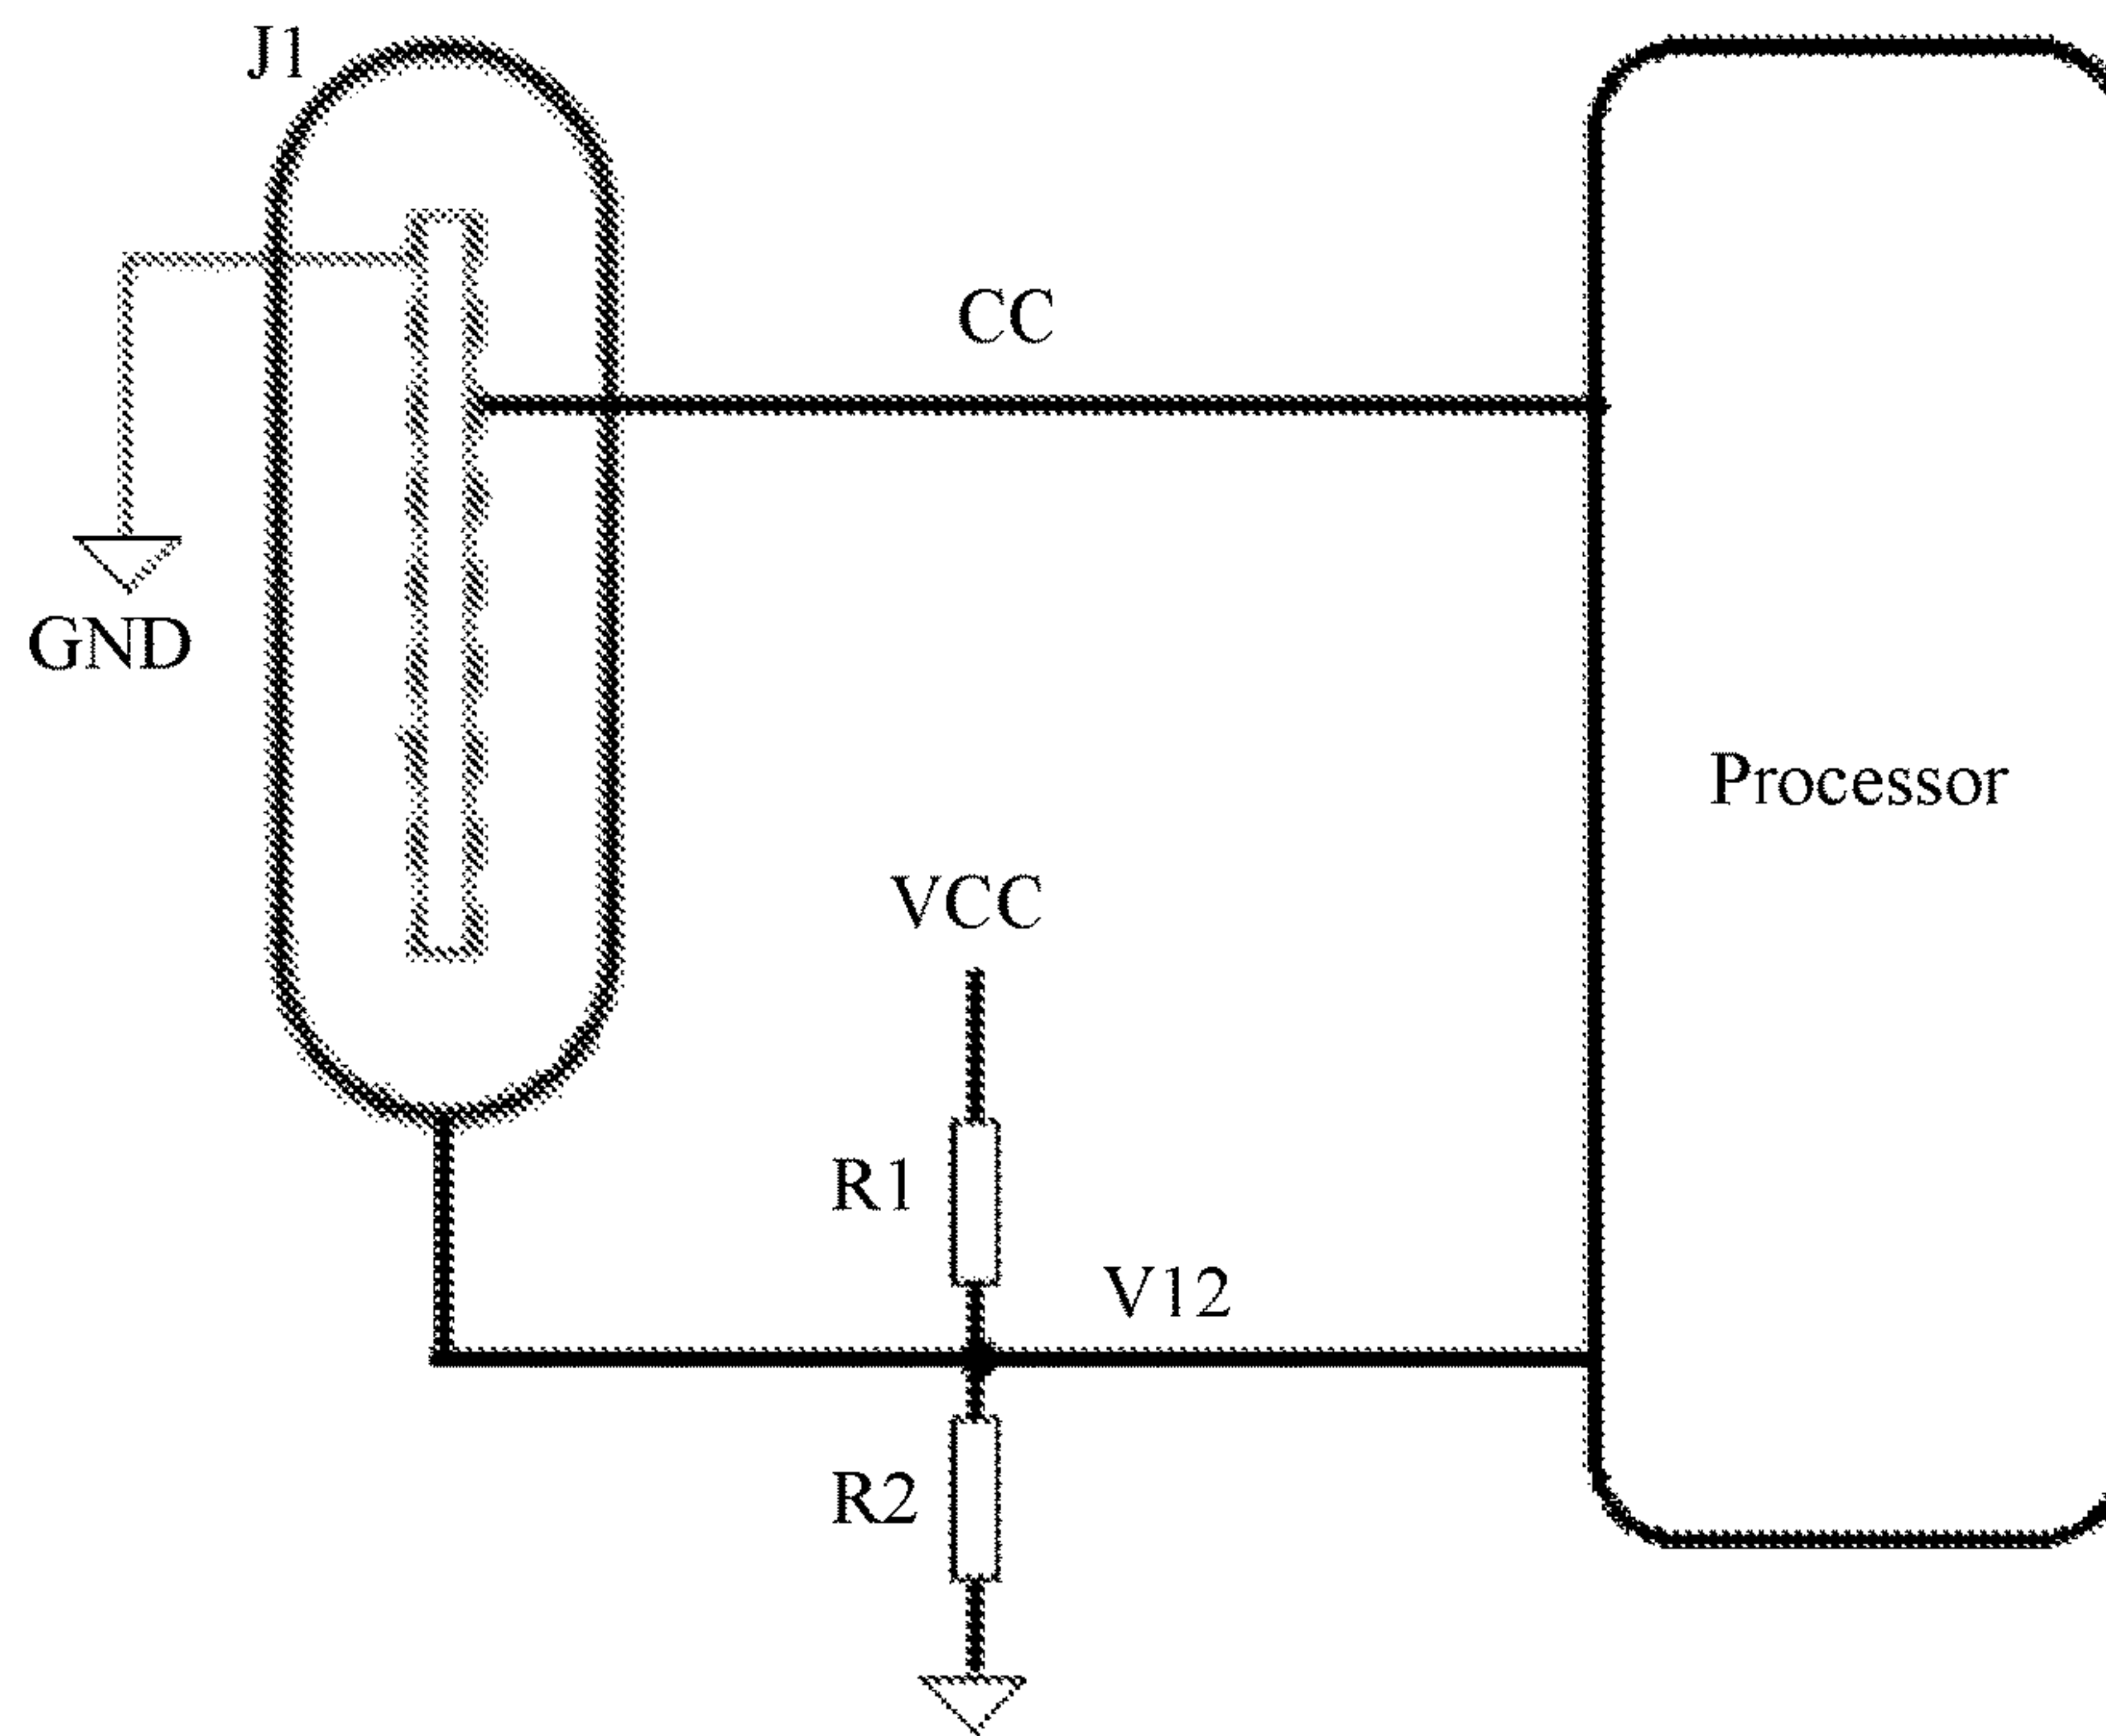 J1
CC
GND
Processor
VCC
R1
V12
R2